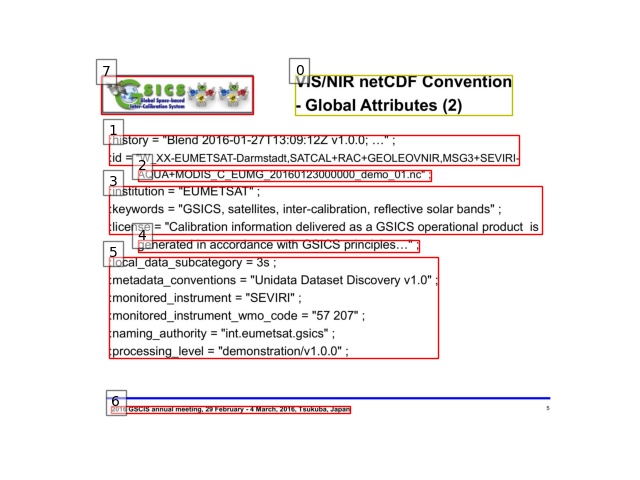 GSICS
Global Space-based
Inter-Calibration System
VIS/NIR netCDF Convention
- Global Attributes (2)
:history = "Blend 2016-01-27T13:09:12Z v1.0.0; …" ;
:id = "W_XX-EUMETSAT-Darmstadt,SATCAL+RAC+GEOLEOVNIR,MSG3+SEVIRI-
AQUA+MODIS_C_EUMG_20160123000000_demo_01.nc" ;
:institution = "EUMETSAT" ;
:keywords = "GSICS, satellites, inter-calibration, reflective solar bands" ;
:license = "Calibration information delivered as a GSICS operational product is
generated in accordance with GSICS principles…" ;
:local_data_subcategory = 3s ;
:metadata_conventions = "Unidata Dataset Discovery v1.0" ;
:monitored_instrument = "SEVIRI" ;
:monitored_instrument_wmo_code = "57 207" ;
:naming_authority = "int.eumetsat.gsics" ;
:processing_level = "demonstration/v1.0.0" ;
2016 GSCIS annual meeting, 29 February - 4 March, 2016, Tsukuba, Japan
5
0
1
2
3
4
5
6
7